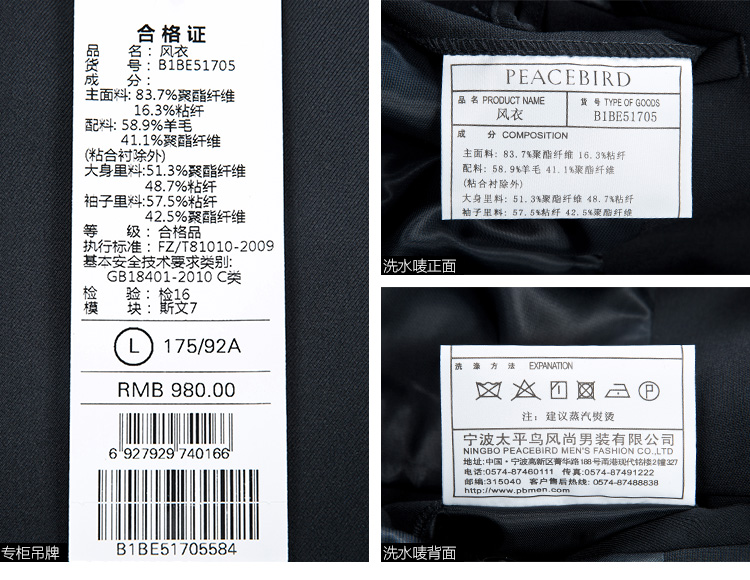 合格证
品 名：风衣
货 号：B1BE51705
成 分：
主面料: 83.7%聚酯纤维
16.3%粘纤
配料: 58.9%羊毛
41.1%聚酯纤维
(粘合衬除外)
大身里料:51.3%聚酯纤维
48.7%粘纤
袖子里料:57.5%粘纤
42.5%聚酯纤维
等 级：合格品
执行标准：FZ/T81010-2009
基本安全技术要求类别:
GB18401-2010 C类
检 验：检16
模 块：斯文7
L 175/92A
RMB 980.00
6 927929 740166
B1BE51705584
专柜吊牌
PEACEBIRD
品 名 PRODUCT NAME
风衣
货 号 TYPE OF GOODS
B1BE51705
成 分 COMPOSITION
主面料: 83.7%聚酯纤维 16.3%粘纤
配料: 58.9%羊毛 41.1%聚酯纤维
(粘合衬除外)
大身里料: 51.3%聚酯纤维 48.7%粘纤
袖子里料: 57.5%粘纤 42.5%聚酯纤维
洗水唛正面
洗 涤 方 法 EXPANATION
P
注: 建议蒸汽熨烫
宁波太平鸟风尚男装有限公司
NINGBO PEACEBIRD MEN'S FASHION CO.,LTD
地址:中国·宁波高新区菁华路188号甬港现代铭楼2幢327
电话:0574-87460111 传真:0574-87491222
邮编:315040 客户售后热线:0574-87488838
http://www.pbmen.com
洗水唛背面